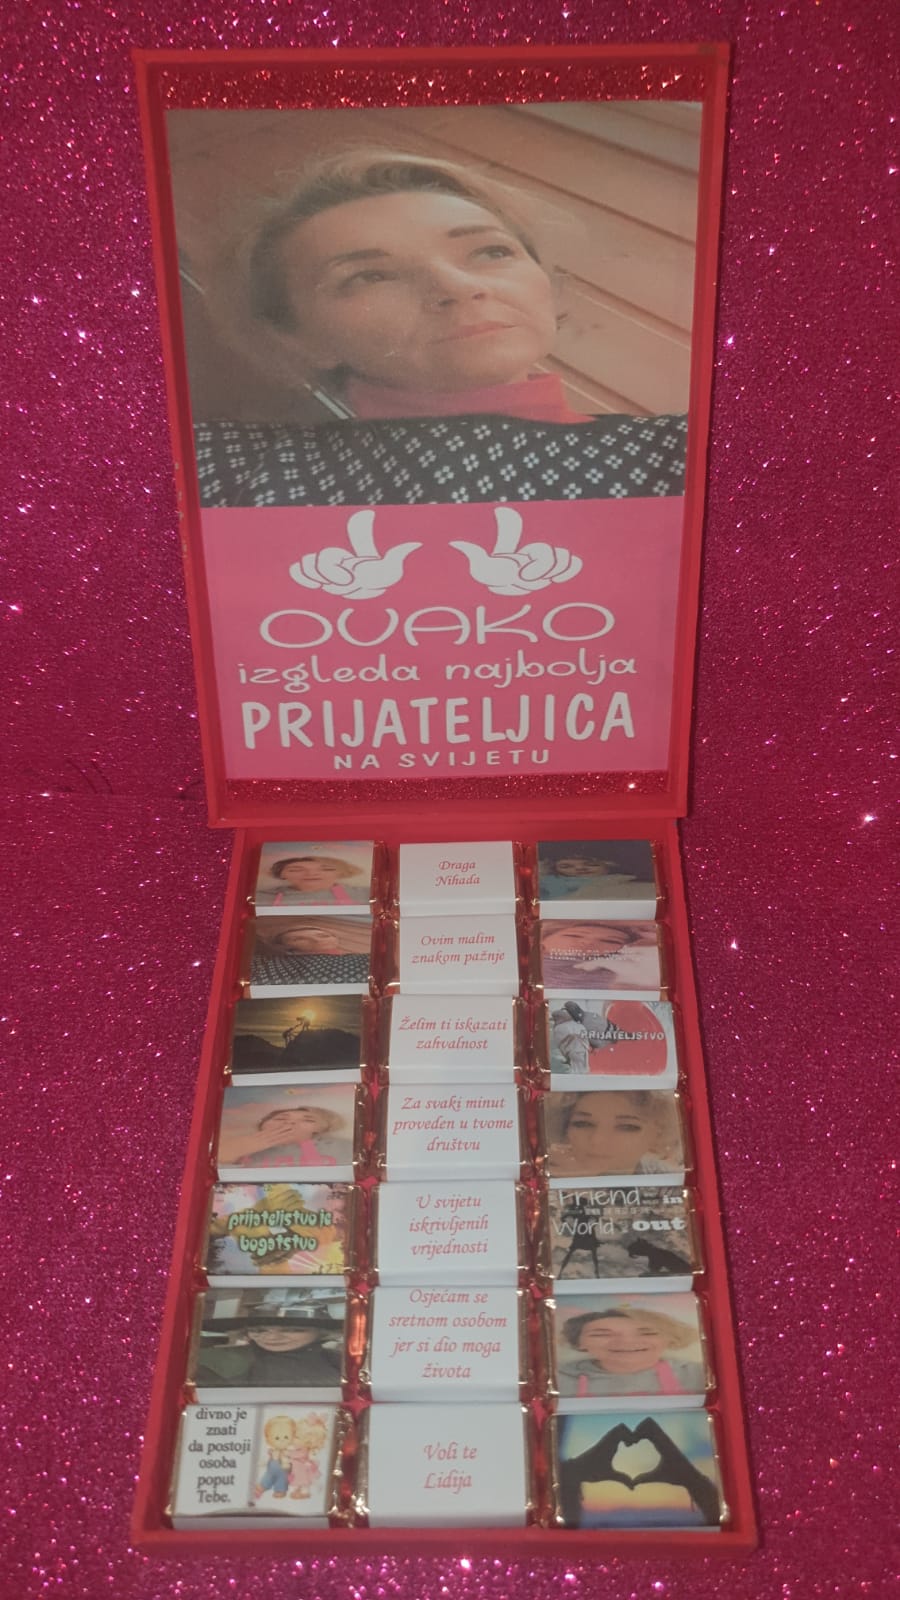 OVAKO
izgleda najbolja
PRIJATELJICA
NA SVIJETU
Draga
Nihada
Ovim malim
znakom pažnje
Želim ti iskazati
zahvalnost
PRIJATELJSTVO
Za svaki minut
proveden u tvome
društvu
prijateljstvo je
bogatstvo
U svijetu
iskrivljenih
vrijednosti
Friend in
World out
Osjećam se
sretnom osobom
jer si dio moga
života
divno je
znati
da postoji
osoba
poput
Tebe.
Voli te
Lidija